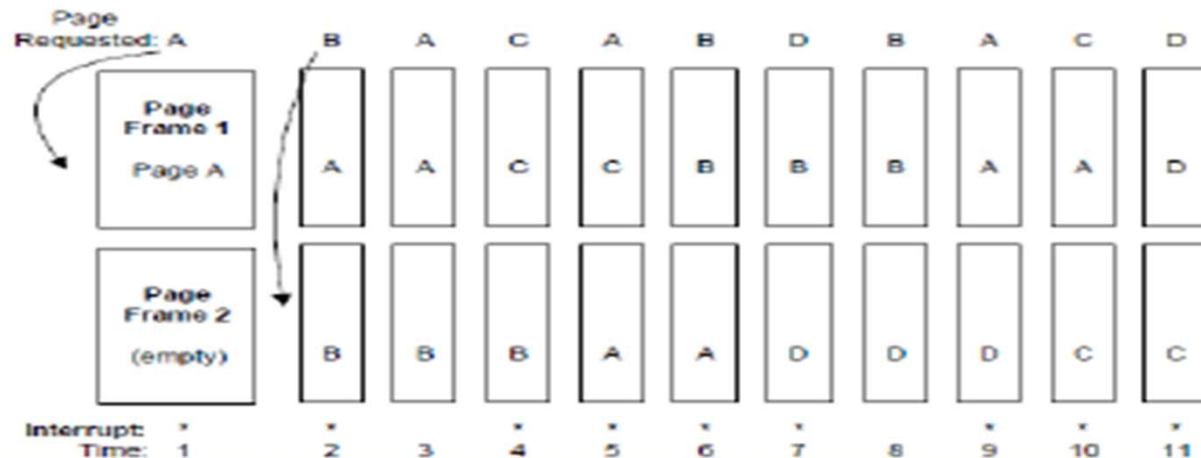 Page
Requested: A B A C A B D B A C D
Page
Frame 1
Page A A A C C B B B A A D
Page
Frame 2
(empty) B B B A A D D D C C
Interrupt: * * * * * * * * *
Time: 1 2 3 4 5 6 7 8 9 10 11